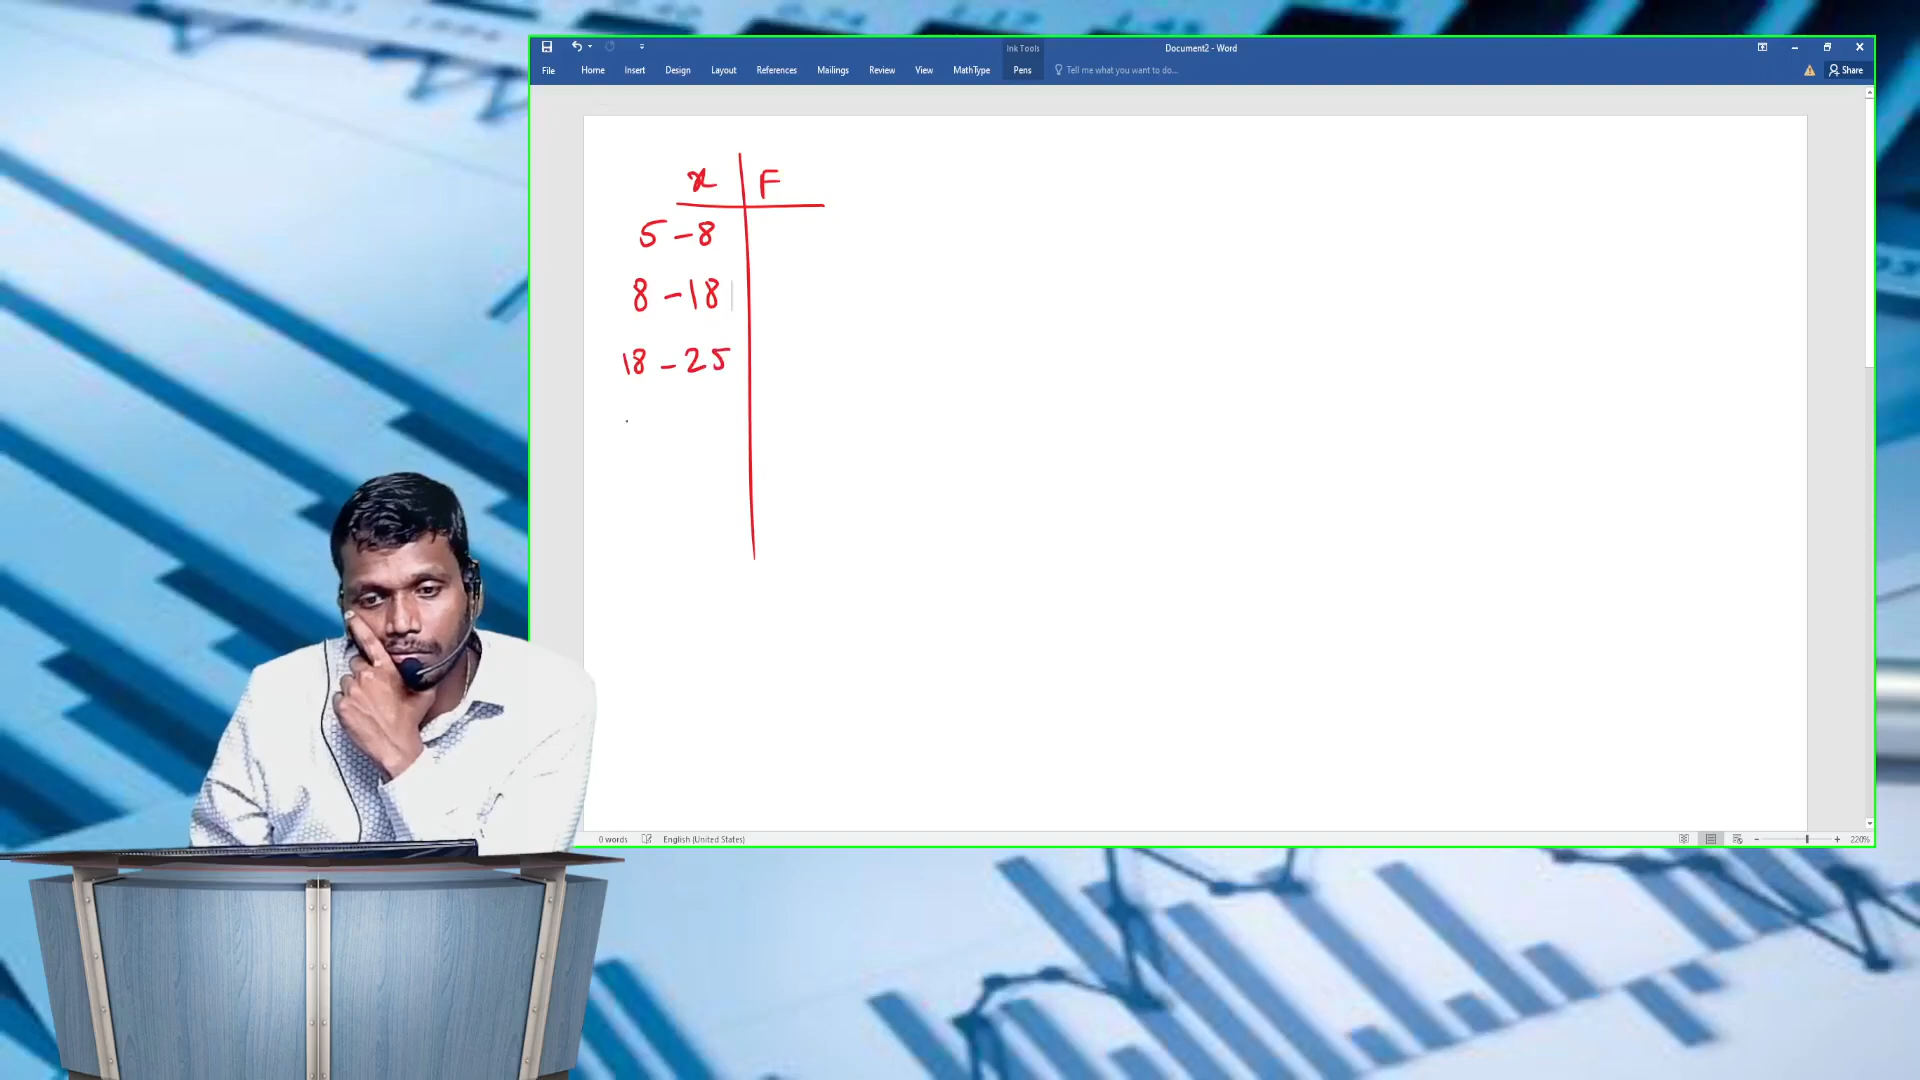 Ink Tools
Document2 - Word
File Home Insert Design Layout References Mailings Review View MathType Pens Tell me what you want to do... Share
x F
5 - 8
8 - 18
18 - 25
0 words English (United States) 220%